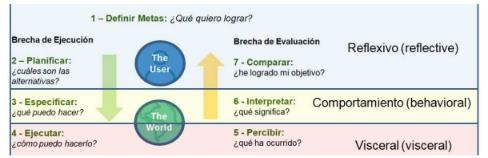 1 – Definir Metas: ¿Qué quiero lograr?
Brecha de Ejecución
2 – Planificar:
¿cuáles son las
alternativas?
3 - Especificar:
¿qué puedo hacer?
4 - Ejecutar:
¿cómo puedo hacerlo?
The
User
The
World
Brecha de Evaluación
7 - Comparar:
¿he logrado mi objetivo?
6 - Interpretar:
¿qué significa?
5 - Percibir:
¿qué ha ocurrido?
Reflexivo (reflective)
Comportamiento (behavioral)
Visceral (visceral)